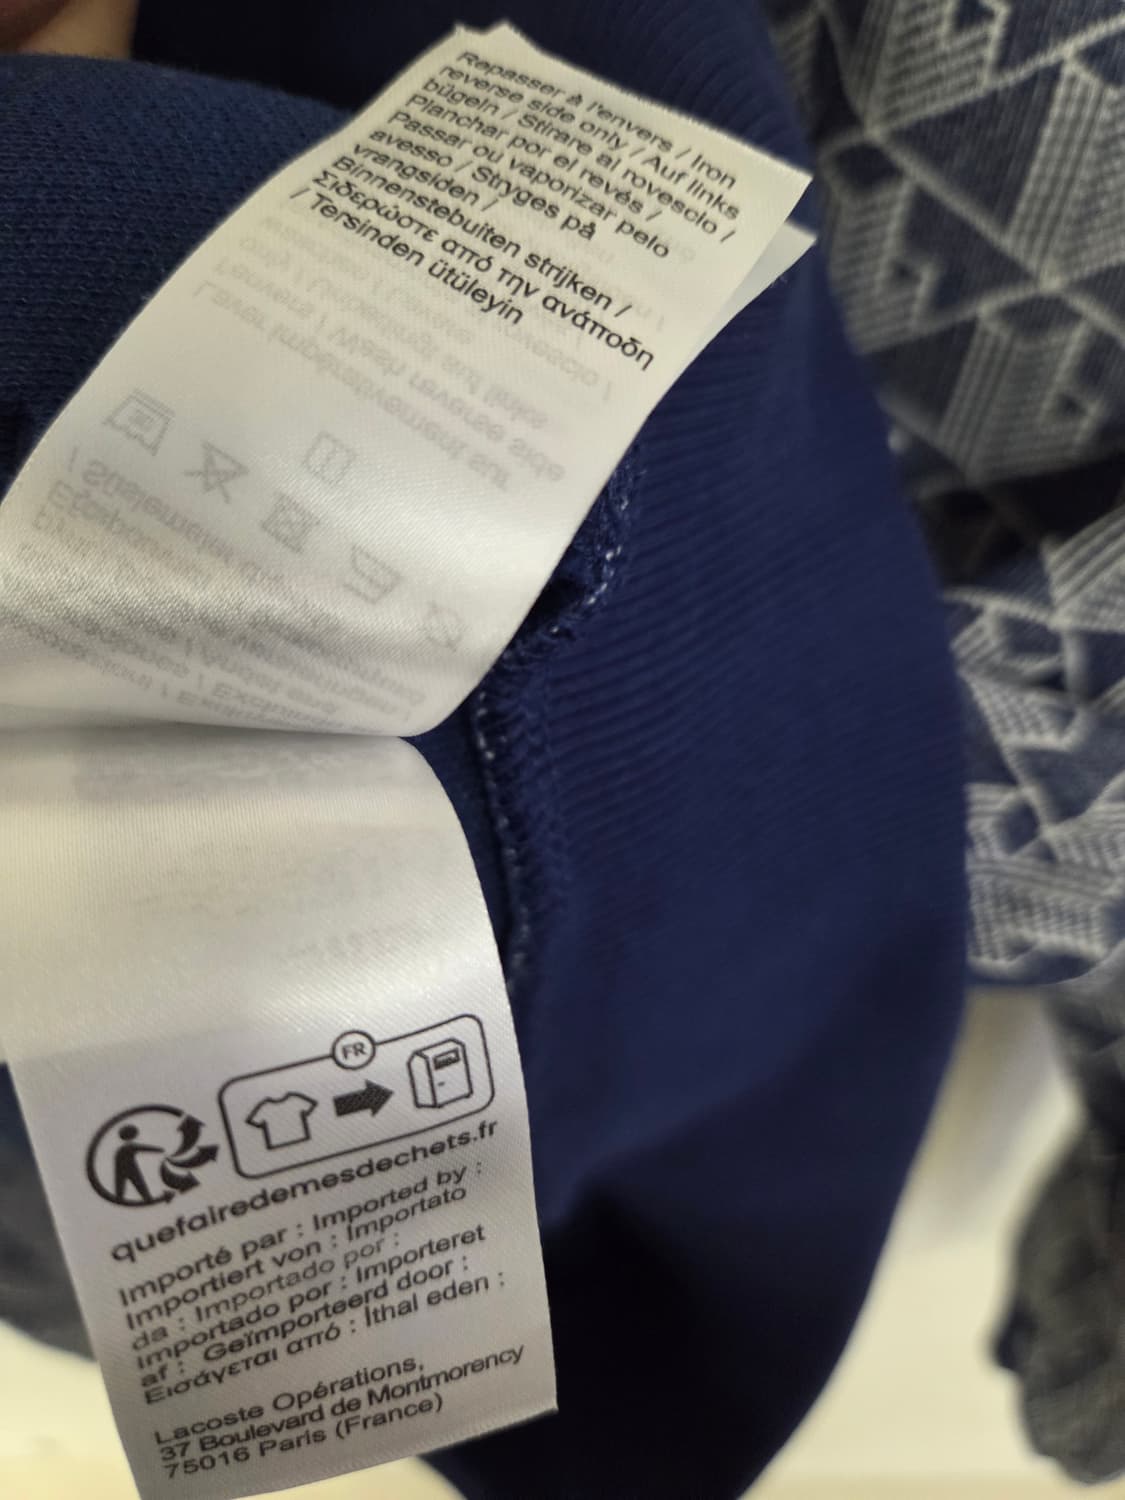 Repasser à l'envers / Iron
reverse side only / Auf links
bügeln / Stirare al rovescio /
Planchar por el revés /
Passar ou vaporizar pelo
avesso / Stryges på
vrangsiden /
Binnenstebuiten strijken /
Σιδερώστε από την ανάποδη
/ Tersinden ütüleyin
FR
quefairedemesdechets.fr
Importé par : Imported by :
Importiert von : Importato
da : Importado por :
Importado por : Importeret
af : Geïmporteerd door :
Εισάγεται από : İthal eden :
Lacoste Opérations,
37 Boulevard de Montmorency
75016 Paris (France)